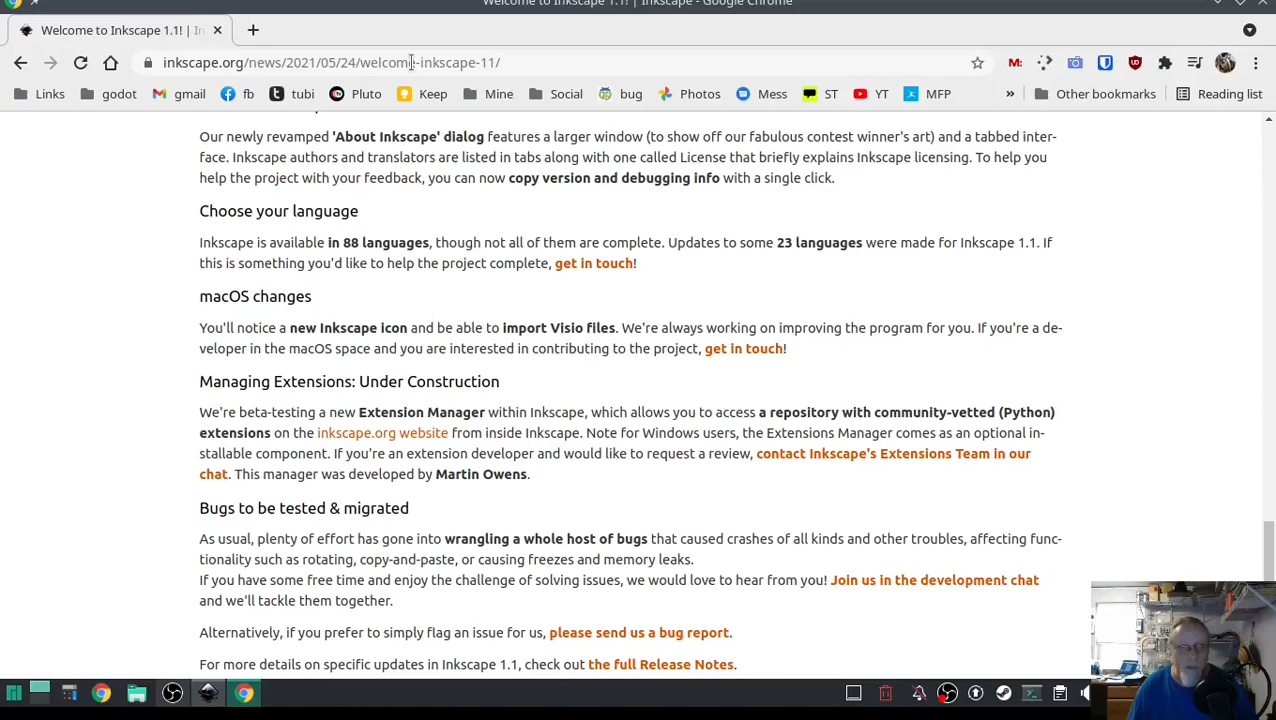 Welcome to Inkscape 1.1! | Inkscape - Google Chrome
Welcome to Inkscape 1.1! | In
inkscape.org/news/2021/05/24/welcome-inkscape-11/
Links godot gmail fb tubi Pluto Keep Mine Social bug Photos Mess ST YT MFP » Other bookmarks Reading list
Our newly revamped 'About Inkscape' dialog features a larger window (to show off our fabulous contest winner's art) and a tabbed inter-
face. Inkscape authors and translators are listed in tabs along with one called License that briefly explains Inkscape licensing. To help you
help the project with your feedback, you can now copy version and debugging info with a single click.
Choose your language
Inkscape is available in 88 languages, though not all of them are complete. Updates to some 23 languages were made for Inkscape 1.1. If
this is something you'd like to help the project complete, get in touch!
macOS changes
You'll notice a new Inkscape icon and be able to import Visio files. We're always working on improving the program for you. If you're a de-
veloper in the macOS space and you are interested in contributing to the project, get in touch!
Managing Extensions: Under Construction
We're beta-testing a new Extension Manager within Inkscape, which allows you to access a repository with community-vetted (Python)
extensions on the inkscape.org website from inside Inkscape. Note for Windows users, the Extensions Manager comes as an optional in-
stallable component. If you're an extension developer and would like to request a review, contact Inkscape's Extensions Team in our
chat. This manager was developed by Martin Owens.
Bugs to be tested & migrated
As usual, plenty of effort has gone into wrangling a whole host of bugs that caused crashes of all kinds and other troubles, affecting func-
tionality such as rotating, copy-and-paste, or causing freezes and memory leaks.
If you have some free time and enjoy the challenge of solving issues, we would love to hear from you! Join us in the development chat
and we'll tackle them together.
Alternatively, if you prefer to simply flag an issue for us, please send us a bug report.
For more details on specific updates in Inkscape 1.1, check out the full Release Notes.